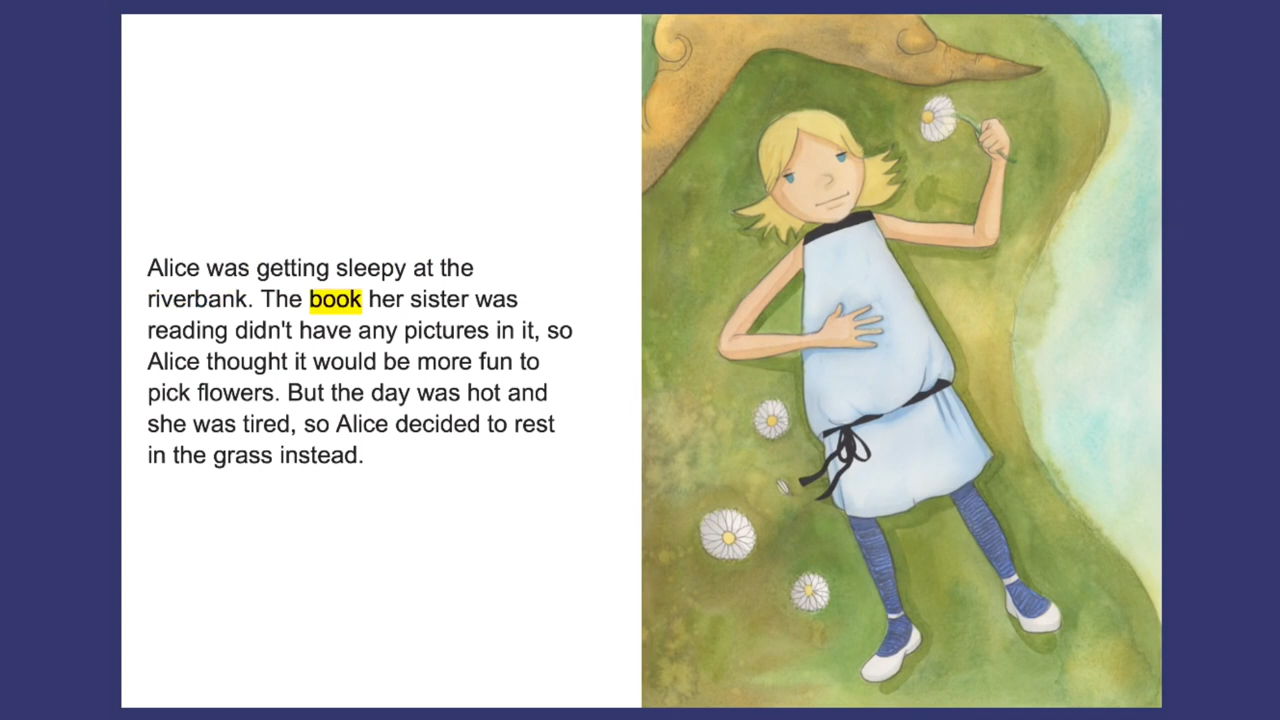 Alice was getting sleepy at the
riverbank. The book her sister was
reading didn't have any pictures in it, so
Alice thought it would be more fun to
pick flowers. But the day was hot and
she was tired, so Alice decided to rest
in the grass instead.